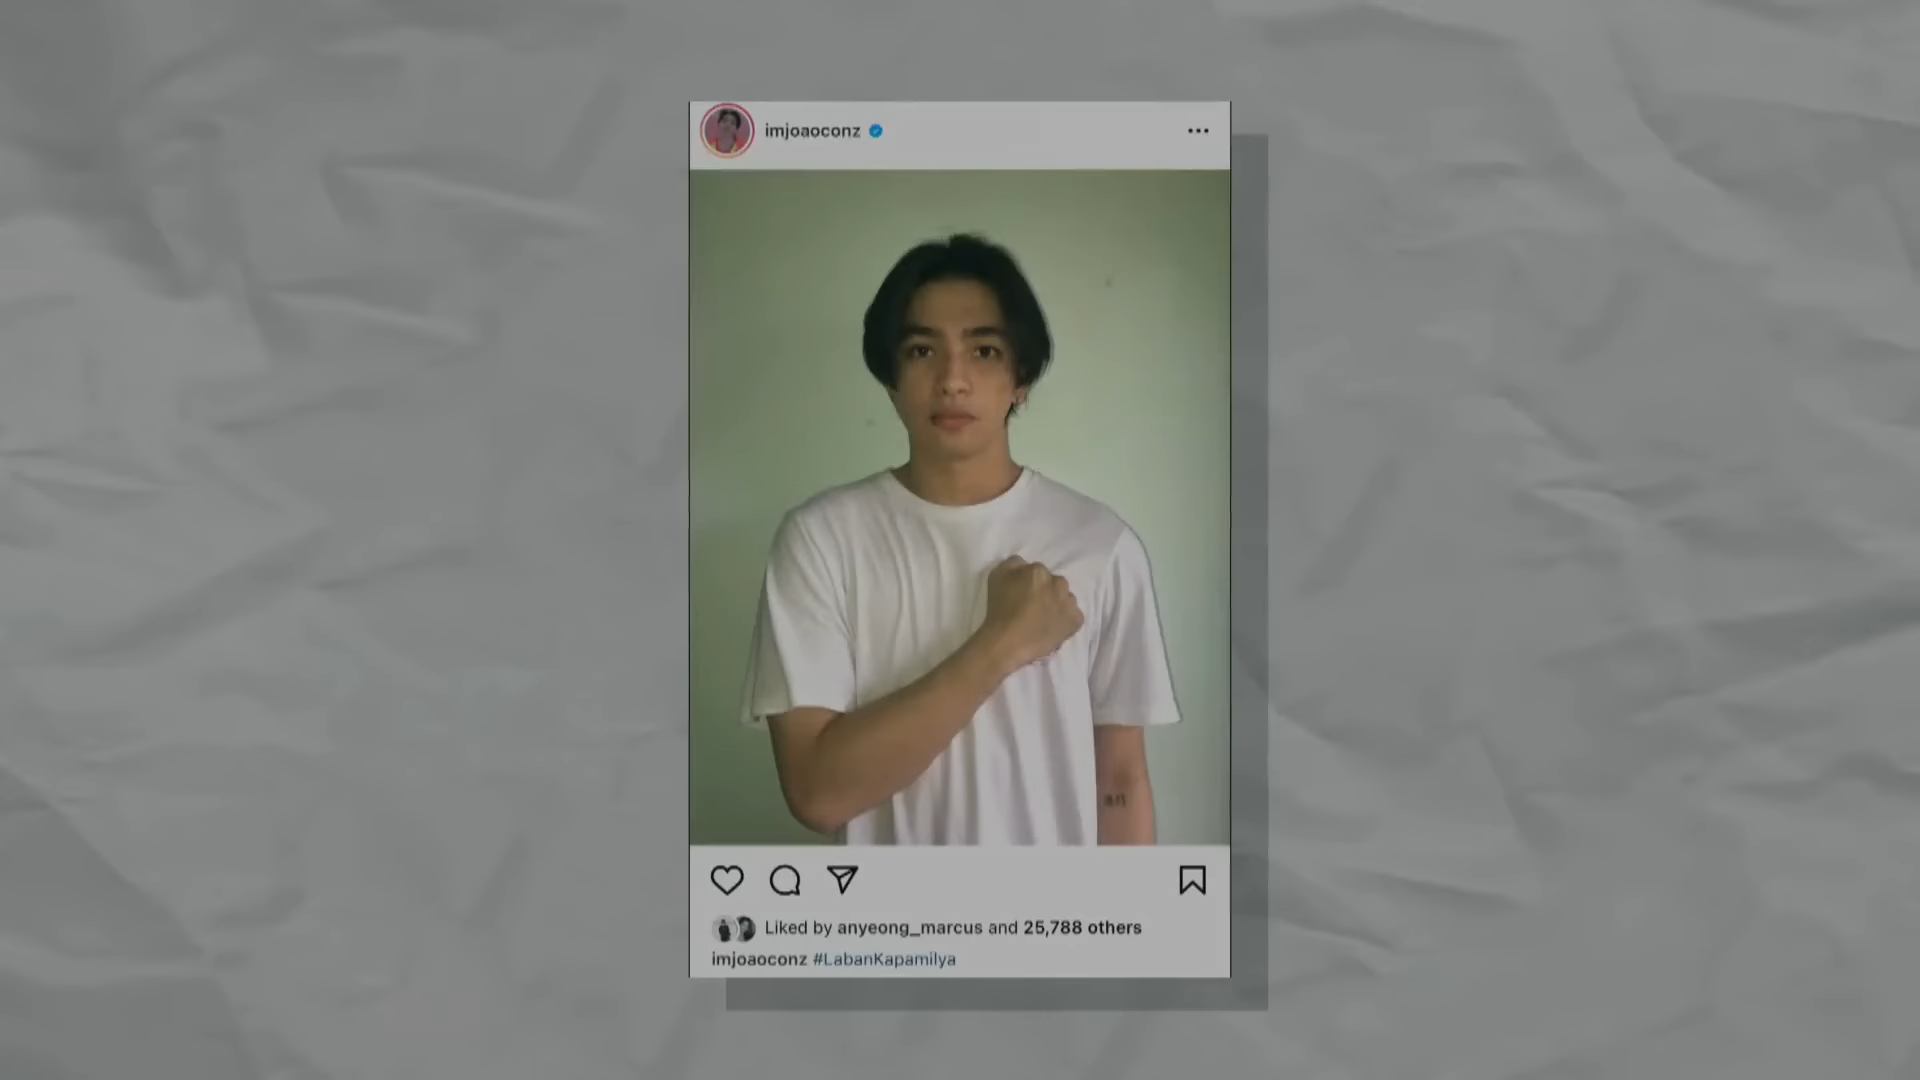 imjoaoconz
Liked by anyeong_marcus and 25,788 others
imjoaoconz #LabanKapamilya